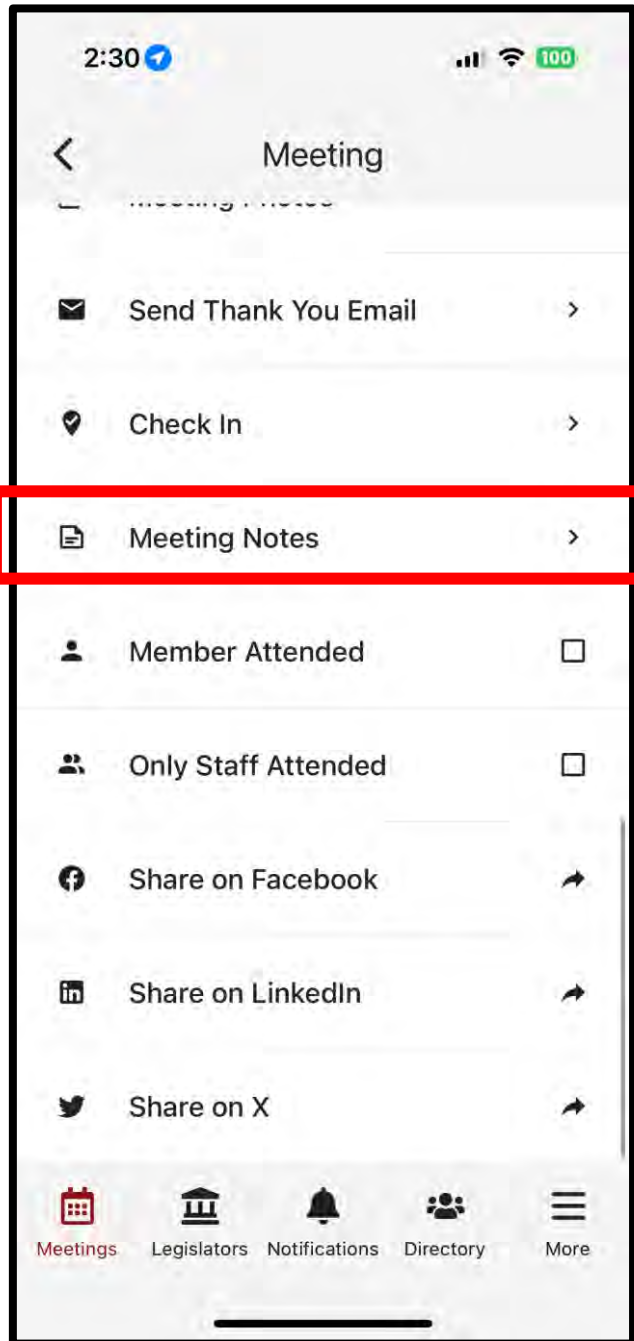 2:30
100
Meeting
Send Thank You Email
Check In
Meeting Notes
Member Attended
Only Staff Attended
Share on Facebook
Share on LinkedIn
Share on X
Meetings Legislators Notifications Directory More